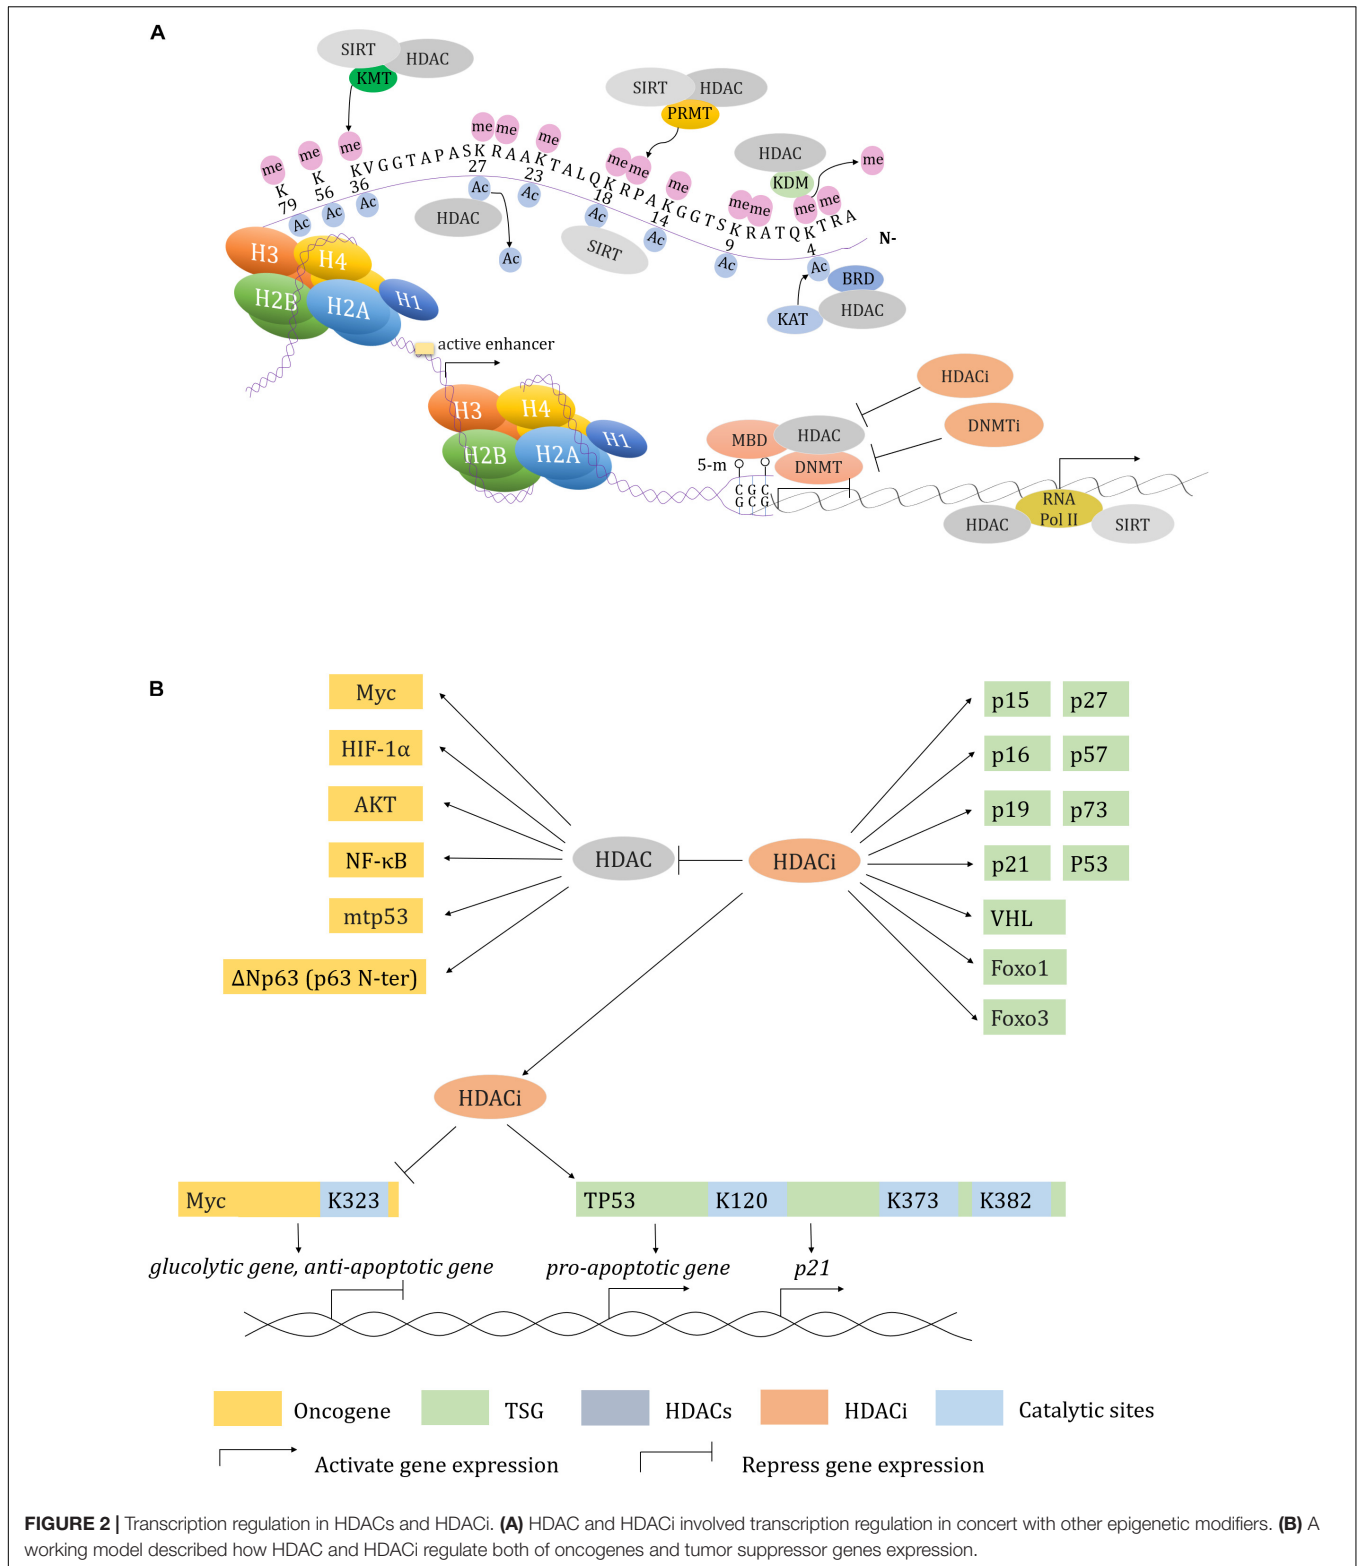 A
SIRT
HDAC
KMT
SIRT
HDAC
PRMT
HDAC
KDM
me
me me me me me me me me me me me me me me
K K KVGGTAPASKRAAKTALQKRPAKGGTSKRATQKTRA
79 56 36 27 23 18 14 9 4
N-
Ac Ac Ac Ac Ac Ac Ac Ac Ac
HDAC
Ac
SIRT
BRD
HDAC
KAT
H3 H4
H2B H2A H1
active enhancer
H3 H4
H2B H2A H1
HDACi
DNMTi
MBD HDAC
DNMT
5-m
C G C
G C G
RNA
Pol II
HDAC
SIRT
B
Myc
HIF-1α
AKT
NF-κB
mtp53
ΔNp63 (p63 N-ter)
HDAC
HDACi
p15 p27
p16 p57
p19 p73
p21 P53
VHL
Foxo1
Foxo3
HDACi
Myc K323
TP53 K120 K373 K382
glucolytic gene, anti-apoptotic gene
pro-apoptotic gene
p21
Oncogene TSG HDACs HDACi Catalytic sites
Activate gene expression Repress gene expression
FIGURE 2 | Transcription regulation in HDACs and HDACi. (A) HDAC and HDACi involved transcription regulation in concert with other epigenetic modifiers. (B) A
working model described how HDAC and HDACi regulate both of oncogenes and tumor suppressor genes expression.